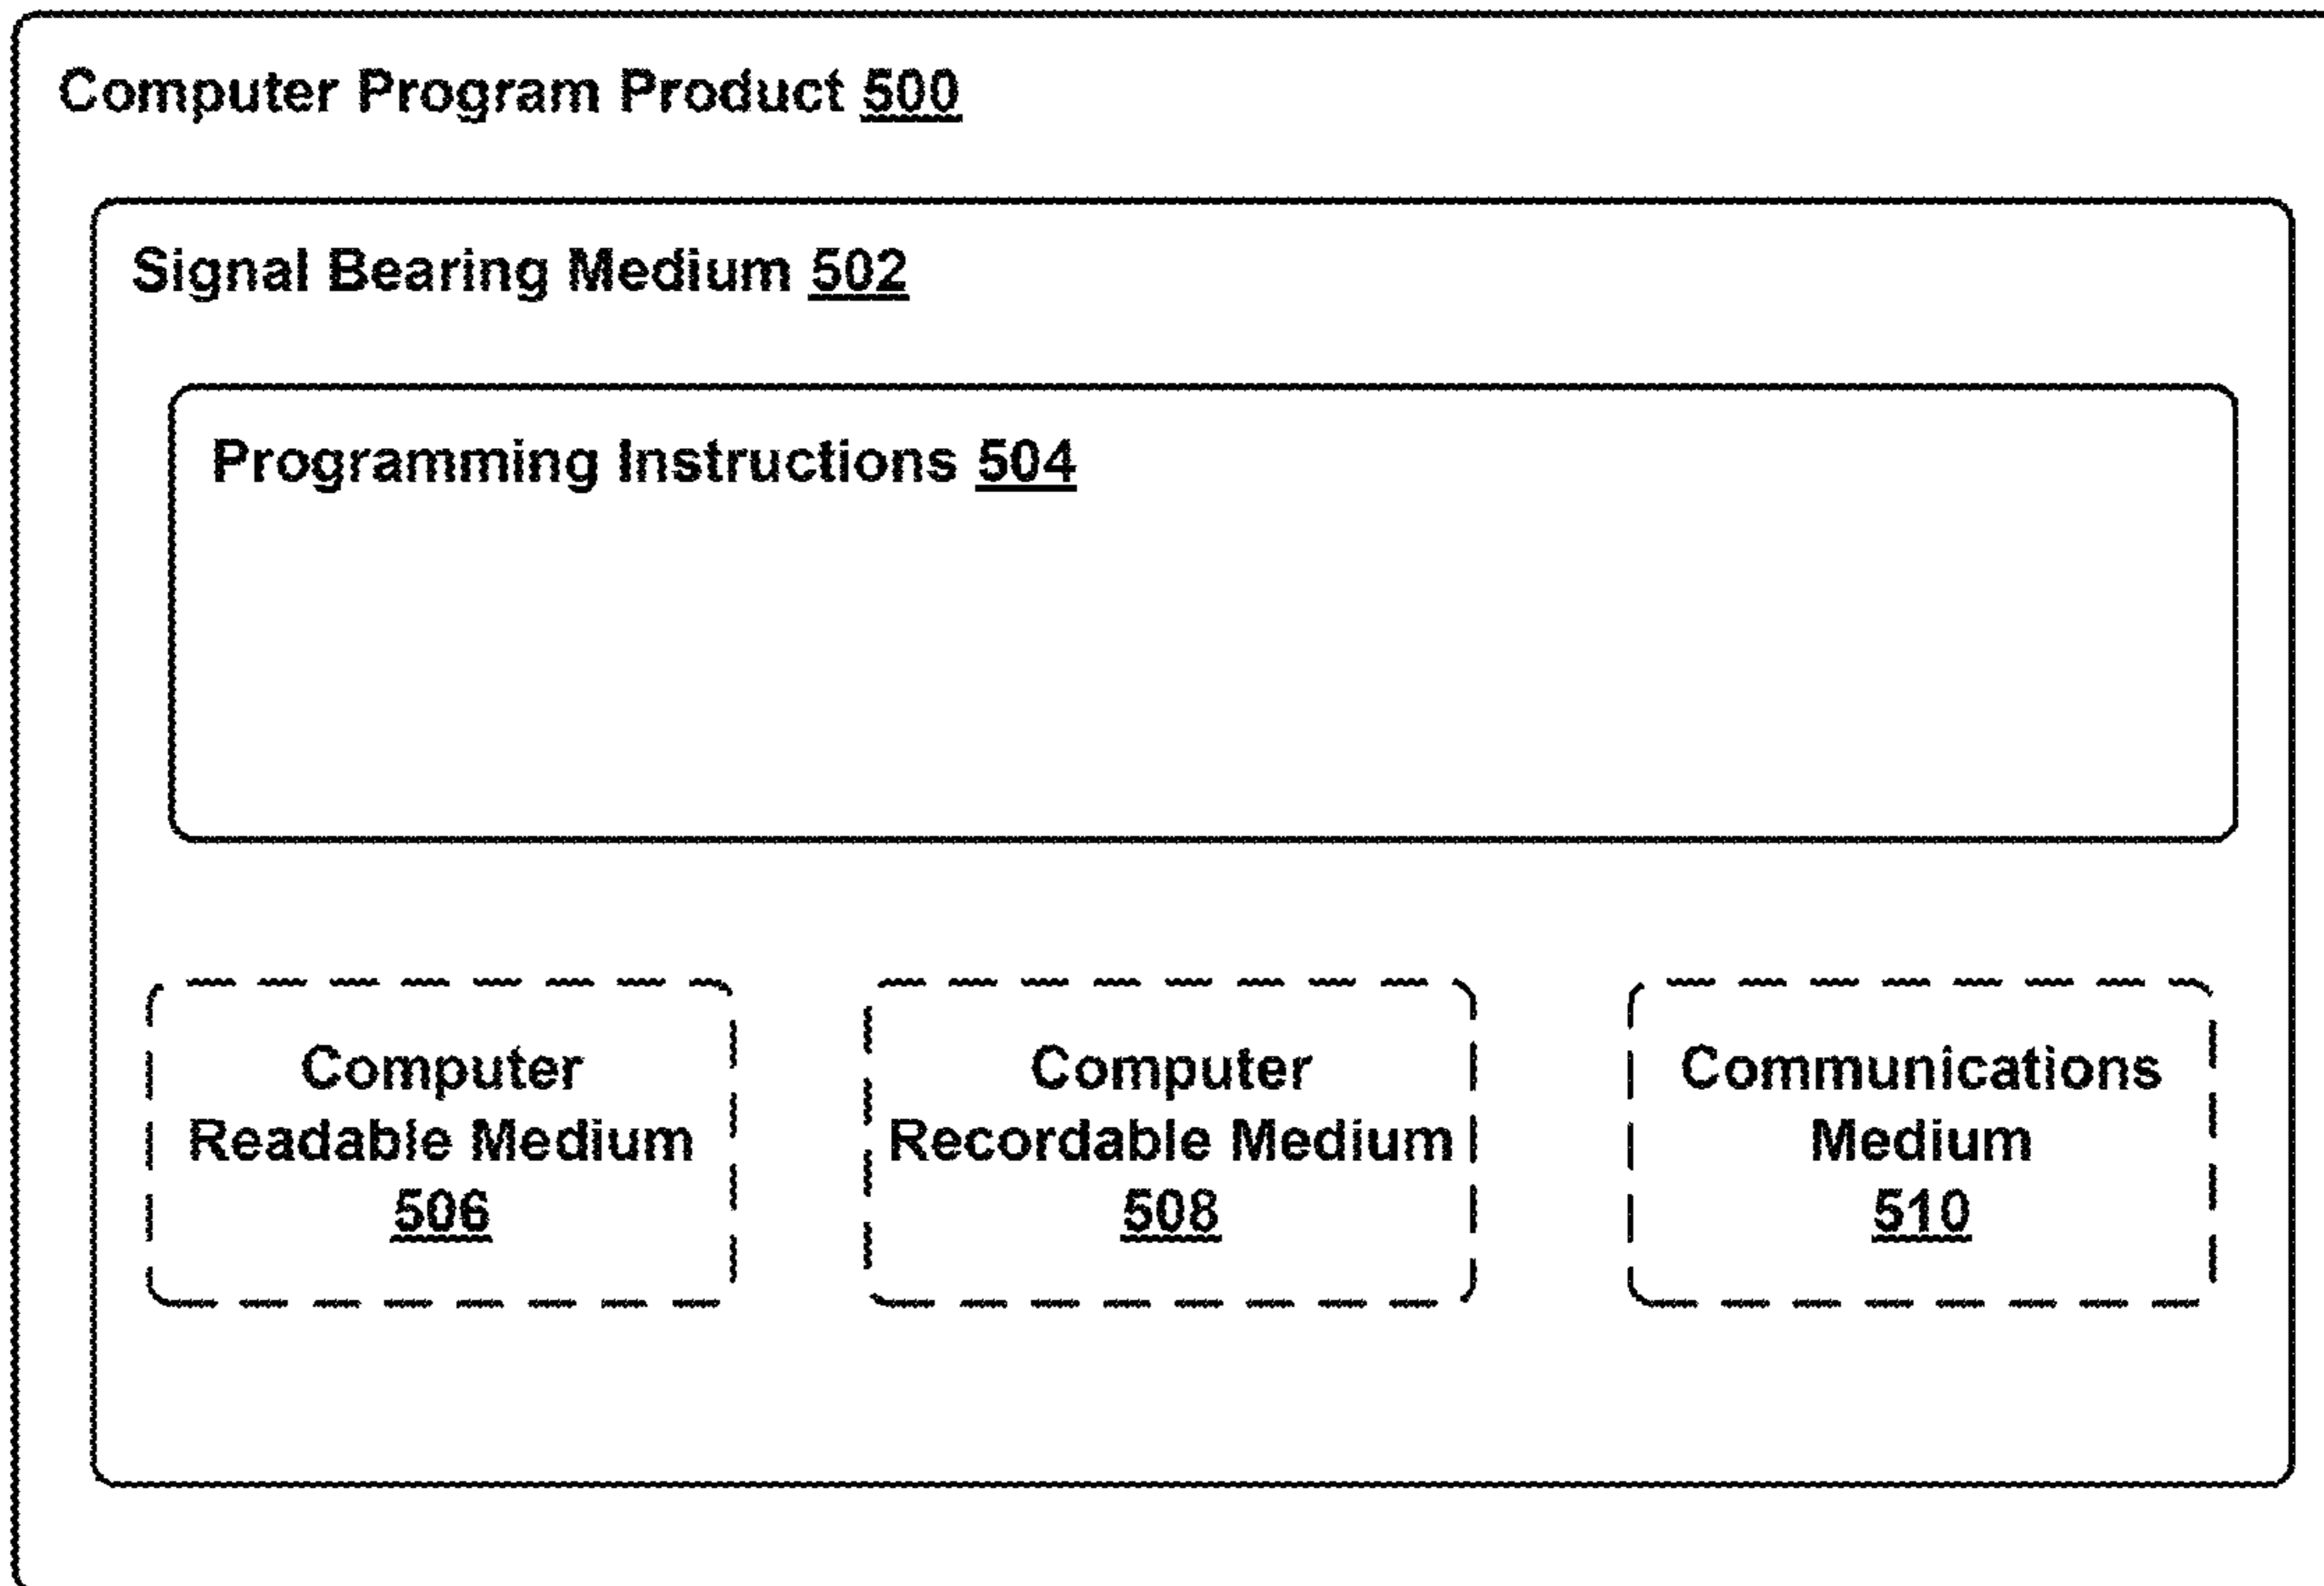 Computer Program Product 500
Signal Bearing Medium 502
Programming Instructions 504
Computer
Readable Medium
506
Computer
Recordable Medium
508
Communications
Medium
510